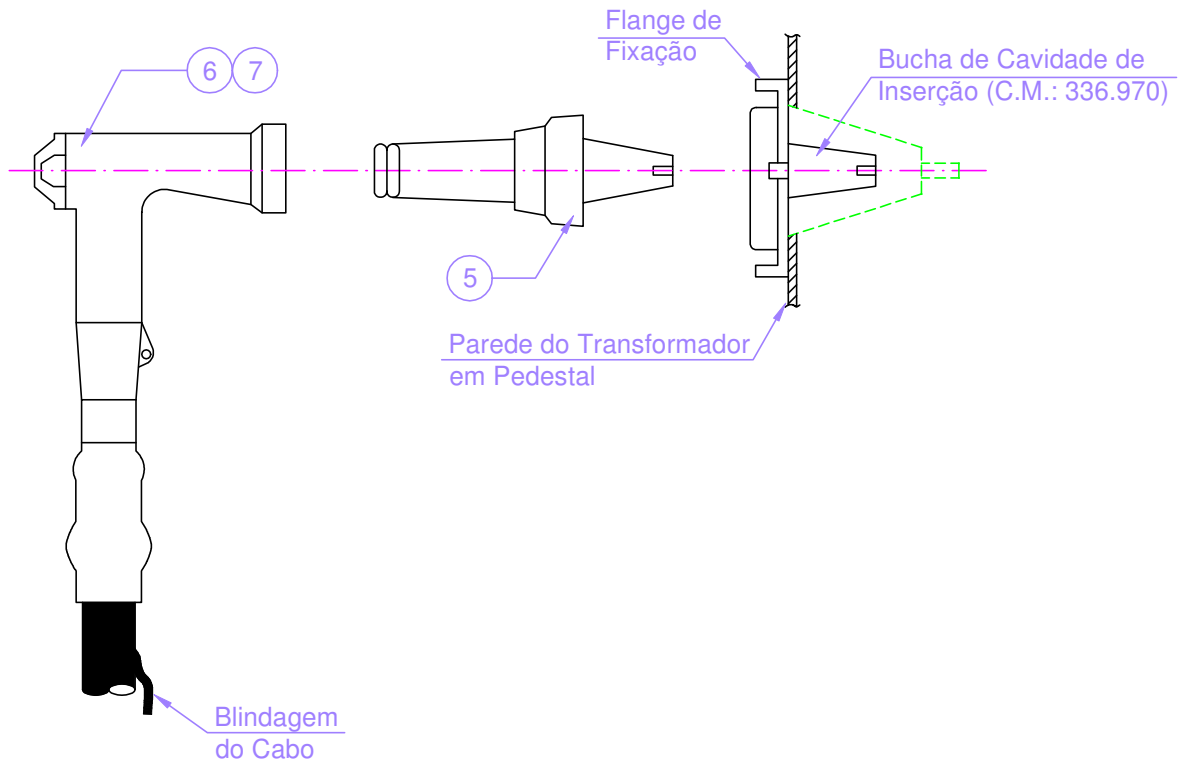 Flange de
Fixação
6 7
Bucha de Cavidade de
Inserção (C.M.: 336.970)
5
Parede do Transformador
em Pedestal
Blindagem
do Cabo